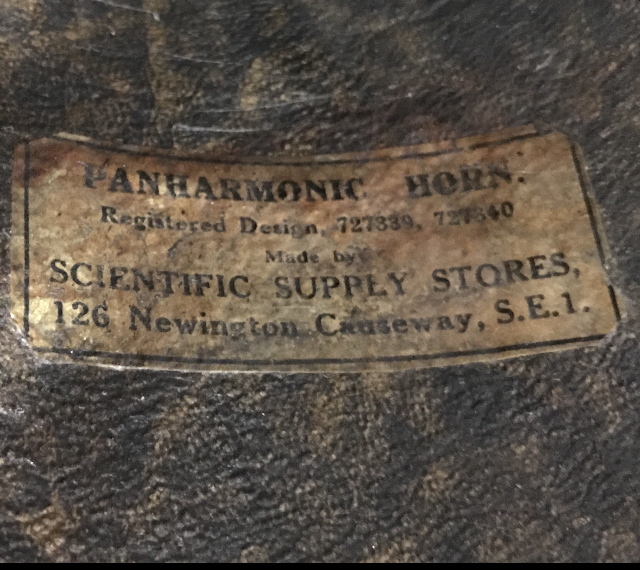 PANHARMONIC HORN.
Registered Design, 727339, 727340
Made by
SCIENTIFIC SUPPLY STORES,
126 Newington Causeway, S.E.1.